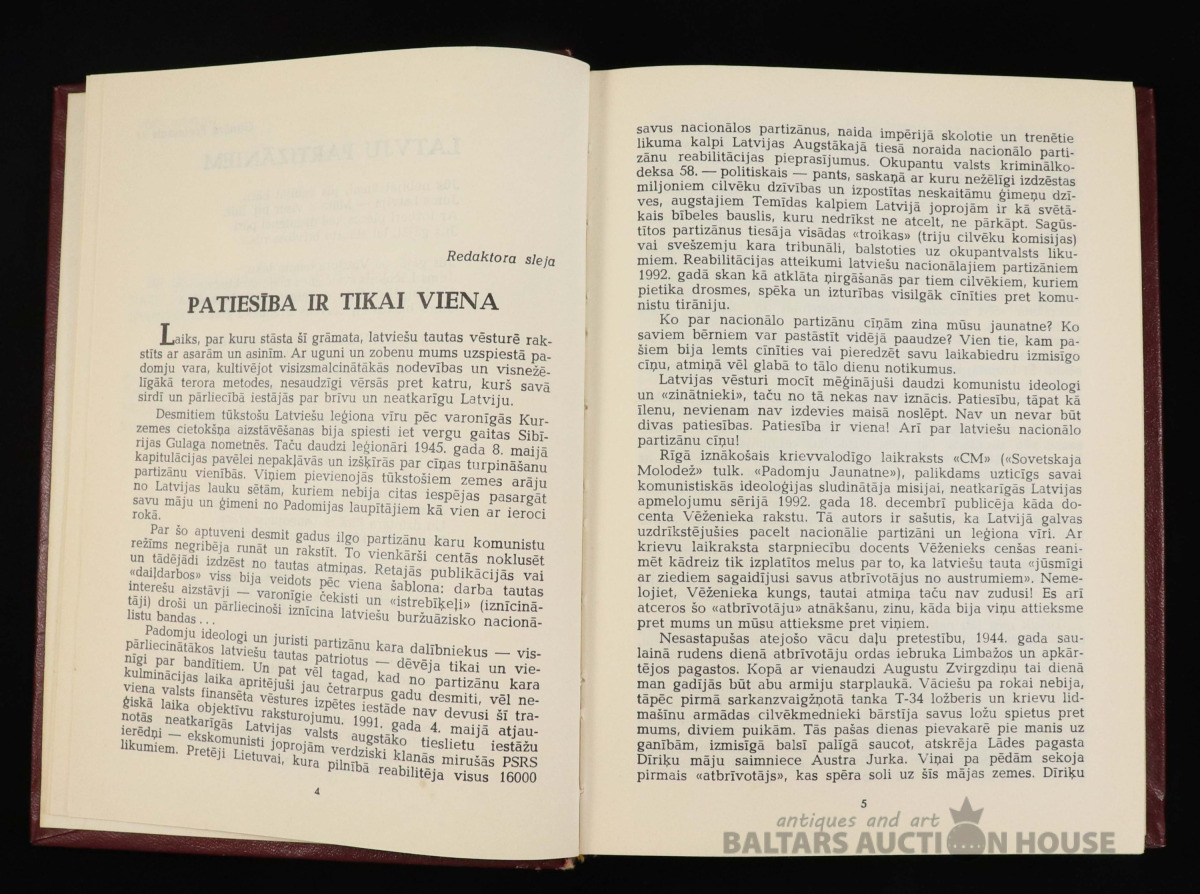 Redaktora sleja
PATIESĪBA IR TIKAI VIENA
Laiks, par kuru stāsta šī grāmata, latviešu tautas vēsturē rak-
stīts ar asarām un asinīm. Ar uguni un zobenu mums uzspiestā pa-
domju vara, kultivējot visizsmalcinātākās nodevības un visnežē-
līgākā terora metodes, nesaudzīgi vērsās pret katru, kurš savā
sirdī un pārliecībā iestājās par brīvu un neatkarīgu Latviju.
Desmitiem tūkstošu Latviešu leģiona vīru pēc varonīgās Kur-
zemes cietokšņa aizstāvēšanas bija spiesti iet vergu gaitas Sibī-
rijas Gulaga nometnēs. Taču daudzi leģionāri 1945. gada 8. maijā
kapitulācijas pavēlei nepakļāvās un izšķīrās par cīņas turpināšanu
partizānu vienībās. Viņiem pievienojās tūkstošiem zemes arāju
no Latvijas lauku sētām, kuriem nebija citas iespējas pasargāt
savu māju un ģimeni no Padomijas laupītājiem kā vien ar ieroci
rokā.
Par šo aptuveni desmit gadus ilgo partizānu karu komunistu
režīms negribēja runāt un rakstīt. To vienkārši centās noklusēt
un tādējādi izdzēst no tautas atmiņas. Retajās publikācijās vai
«daiļdarbos» viss bija veidots pēc viena šablona: darba tautas
interešu aizstāvji — varonīgie čekisti un «istrebīķeļi» (iznīcinā-
tāji) droši un pārliecinoši iznīcina latviešu buržuāzisko nacionā-
listu bandas . . .
Padomju ideologi un juristi partizānu kara dalībniekus — vis-
pārliecinātākos latviešu tautas patriotus — dēvēja tikai un vie-
nīgi par bandītiem. Un pat vēl tagad, kad no partizānu kara
kulminācijas laika apritējuši jau četrarpus gadu desmiti, vēl ne-
viena valsts finansēta vēstures izpētes iestāde nav devusi šī tra-
ģiskā laika objektīvu raksturojumu. 1991. gada 4. maijā atjau-
notās neatkarīgās Latvijas valsts augstāko tieslietu iestāžu
ierēdņi — ekskomunisti joprojām verdziski klanās mirušās PSRS
likumiem. Pretēji Lietuvai, kura pilnībā reabilitēja visus 16000
4
savus nacionālos partizānus, naida impērijā skolotie un trenētie
likuma kalpi Latvijas Augstākajā tiesā noraida nacionālo parti-
zānu reabilitācijas pieprasījumus. Okupantu valsts kriminālko-
deksa 58. — politiskais — pants, saskaņā ar kuru nežēlīgi izdzēstas
miljoniem cilvēku dzīvības un izpostītas neskaitāmu ģimeņu dzī-
ves, augstajiem Temīdas kalpiem Latvijā joprojām ir kā svētā-
kais bībeles bauslis, kuru nedrīkst ne atcelt, ne pārkāpt. Sagūs-
tītos partizānus tiesāja visādas «troikas» (triju cilvēku komisijas)
vai svešzemju kara tribunāli, balstoties uz okupantvalsts liku-
miem. Reabilitācijas atteikumi latviešu nacionālajiem partizāniem
1992. gadā skan kā atklāta ņirgāšanās par tiem cilvēkiem, kuriem
pietika drosmes, spēka un izturības visilgāk cīnīties pret komu-
nistu tirāniju.
Ko par nacionālo partizānu cīņām zina mūsu jaunatne? Ko
saviem bērniem var pastāstīt vidējā paaudze? Vien tie, kam pa-
šiem bija lemts cīnīties vai pieredzēt savu laikabiedru izmisīgo
cīņu, atmiņā vēl glabā to tālo dienu notikumus.
Latvijas vēsturi mocīt mēģinājuši daudzi komunistu ideologi
un «zinātnieki», taču no tā nekas nav iznācis. Patiesību, tāpat kā
īlenu, nevienam nav izdevies maisā noslēpt. Nav un nevar būt
divas patiesības. Patiesība ir viena! Arī par latviešu nacionālo
partizānu cīņu!
Rīgā iznākošais krievvalodīgo laikraksts «CM» («Sovetskaja
Molodež» tulk. «Padomju Jaunatne»), palikdams uzticīgs savai
komunistiskās ideoloģijas sludinātāja misijai, neatkarīgās Latvijas
apmelojumu sērijā 1992. gada 18. decembrī publicēja kāda do-
centa Vēženieka rakstu. Tā autors ir sašutis, ka Latvijā galvas
uzdrīkstējušies pacelt nacionālie partizāni un leģiona vīri. Ar
krievu laikraksta starpniecību docents Vēženieks cenšas reani-
mēt kādreiz tik izplatītos melus par to, ka latviešu tauta «jūsmīgi
ar ziediem sagaidījusi savus atbrīvotājus no austrumiem». Neme-
lojiet, Vēženieka kungs, tautai atmiņa taču nav zudusi! Es arī
atceros šo «atbrīvotāju» atnākšanu, zinu, kāda bija viņu attieksme
pret mums un mūsu attieksme pret viņiem.
Nesastapušas atejošo vācu daļu pretestību, 1944. gada sau-
lainā rudens dienā atbrīvotāju ordas iebruka Limbažos un apkār-
tējos pagastos. Kopā ar vienaudzi Augustu Zvirgzdiņu tai dienā
man gadījās būt abu armiju starplaukā. Vāciešu pa rokai nebija,
tāpēc pirmā sarkanzvaigžņotā tanka T-34 ložberis un krievu lid-
mašīnu armādas cilvēkmednieki bārstīja savus ložu spietus pret
mums, diviem puikām. Tās pašas dienas pievakarē pie manis uz
ganībām, izmisīgā balsī palīgā saucot, atskrēja Lādes pagasta
Dīriķu māju saimniece Austra Jurka. Viņai pa pēdām sekoja
pirmais «atbrīvotājs», kas spēra soli uz šīs mājas zemes. Dīriķu
5
antiques and art
BALTARS AUCTION HOUSE